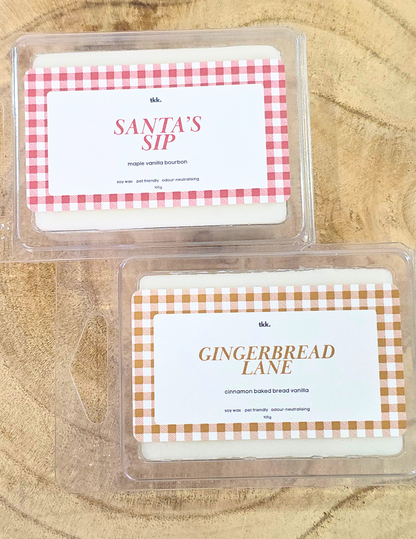 tkk.
SANTA'S
SIP
maple vanilla bourbon
soy wax pet friendly odour-neutralising
tkk.
GINGERBREAD
LANE
cinnamon baked bread vanilla
soy wax pet friendly odour-neutralising